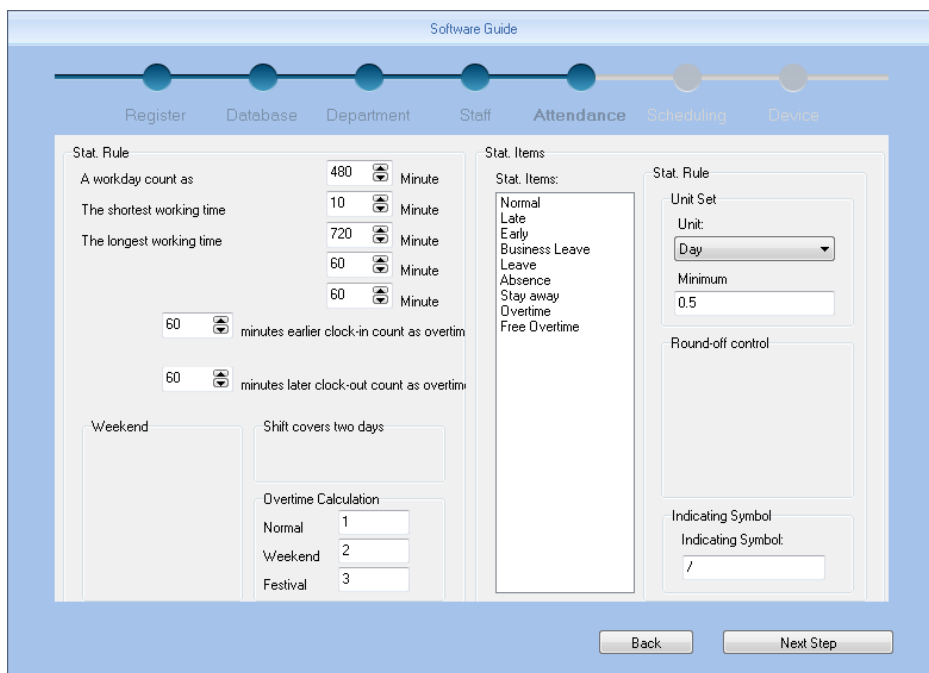 Software Guide
Register Database Department Staff Attendance Scheduling Device
Stat. Rule
A workday count as 480 Minute
The shortest working time 10 Minute
The longest working time 720 Minute
60 Minute
60 Minute
60 minutes earlier clock-in count as overtim
60 minutes later clock-out count as overtime
Weekend
Shift covers two days
Overtime Calculation
Normal 1
Weekend 2
Festival 3
Stat. Items
Stat. Items:
Normal
Late
Early
Business Leave
Leave
Absence
Stay away
Overtime
Free Overtime
Stat. Rule
Unit Set
Unit:
Day
Minimum
0.5
Round-off control
Indicating Symbol
Indicating Symbol:
/
Back Next Step